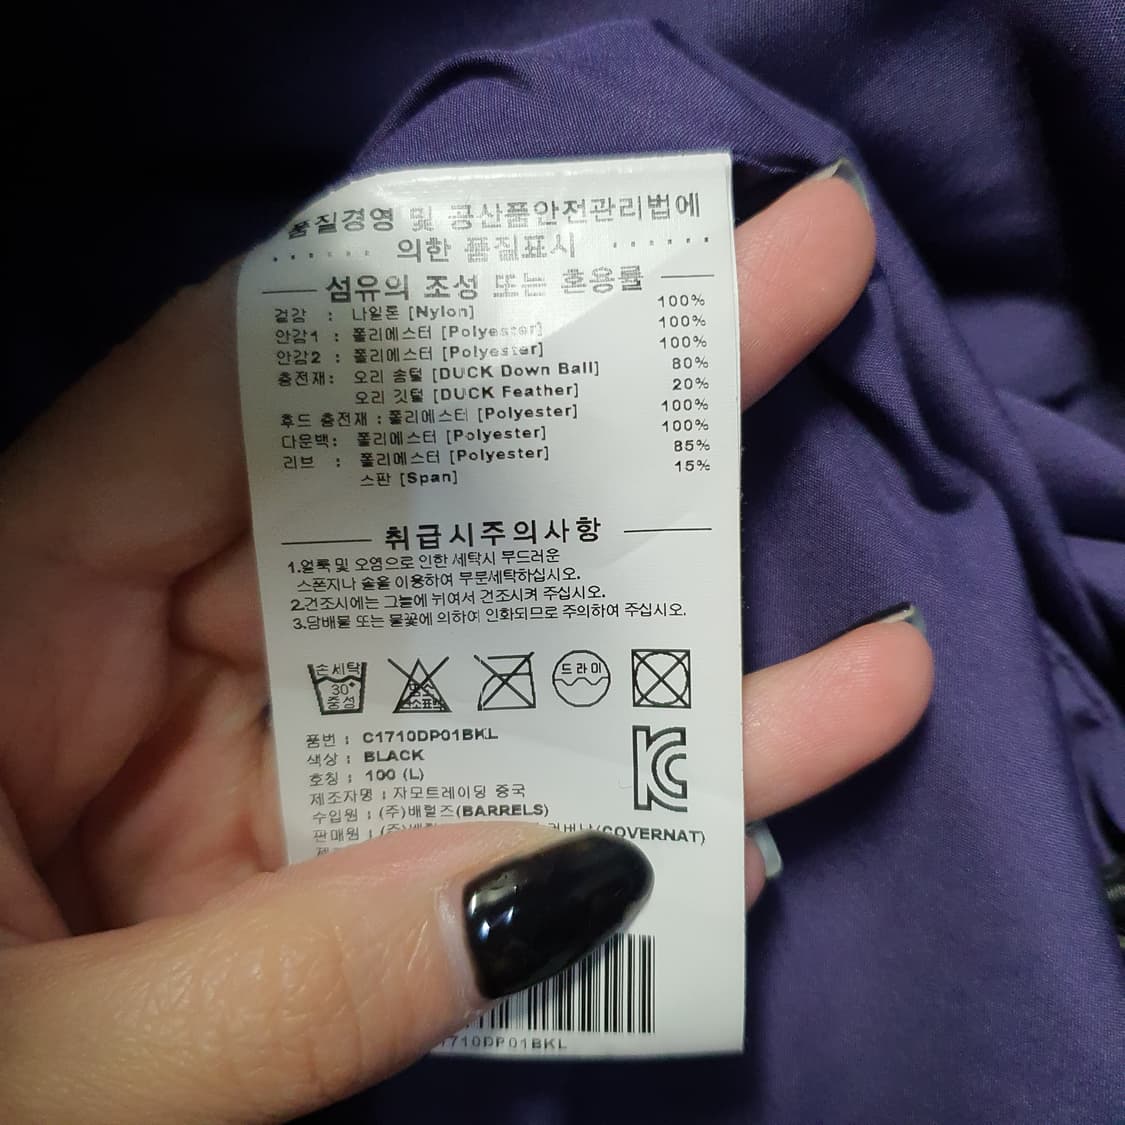 품질경영 및 공산품안전관리법에
의한 품질표시
섬유의 조성 또는 혼용률
겉감 : 나일론 [Nylon] 100%
안감1 : 폴리에스터 [Polyester] 100%
안감2 : 폴리에스터 [Polyester] 100%
충전재: 오리 솜털 [DUCK Down Ball] 80%
오리 깃털 [DUCK Feather] 20%
후드 충전재 : 폴리에스터 [Polyester] 100%
다운백: 폴리에스터 [Polyester] 100%
리브 : 폴리에스터 [Polyester] 85%
스판 [Span] 15%
취급시주의사항
1.얼룩 및 오염으로 인한 세탁시 부드러운
스폰지나 솔을 이용하여 부분세탁하십시오.
2.건조시에는 그늘에 뉘여서 건조시켜 주십시오.
3.담배불 또는 불꽃에 의하여 인화되므로 주의하여 주십시오.
손세탁
30°
중성
드라이
품번 : C1710DP01BKL
색상 : BLACK
호칭 : 100 (L)
제조자명 : 자모트레이딩 중국
수입원 : (주)배럴즈(BARRELS)
판매원 : (COVERNAT)
1710DP01BKL